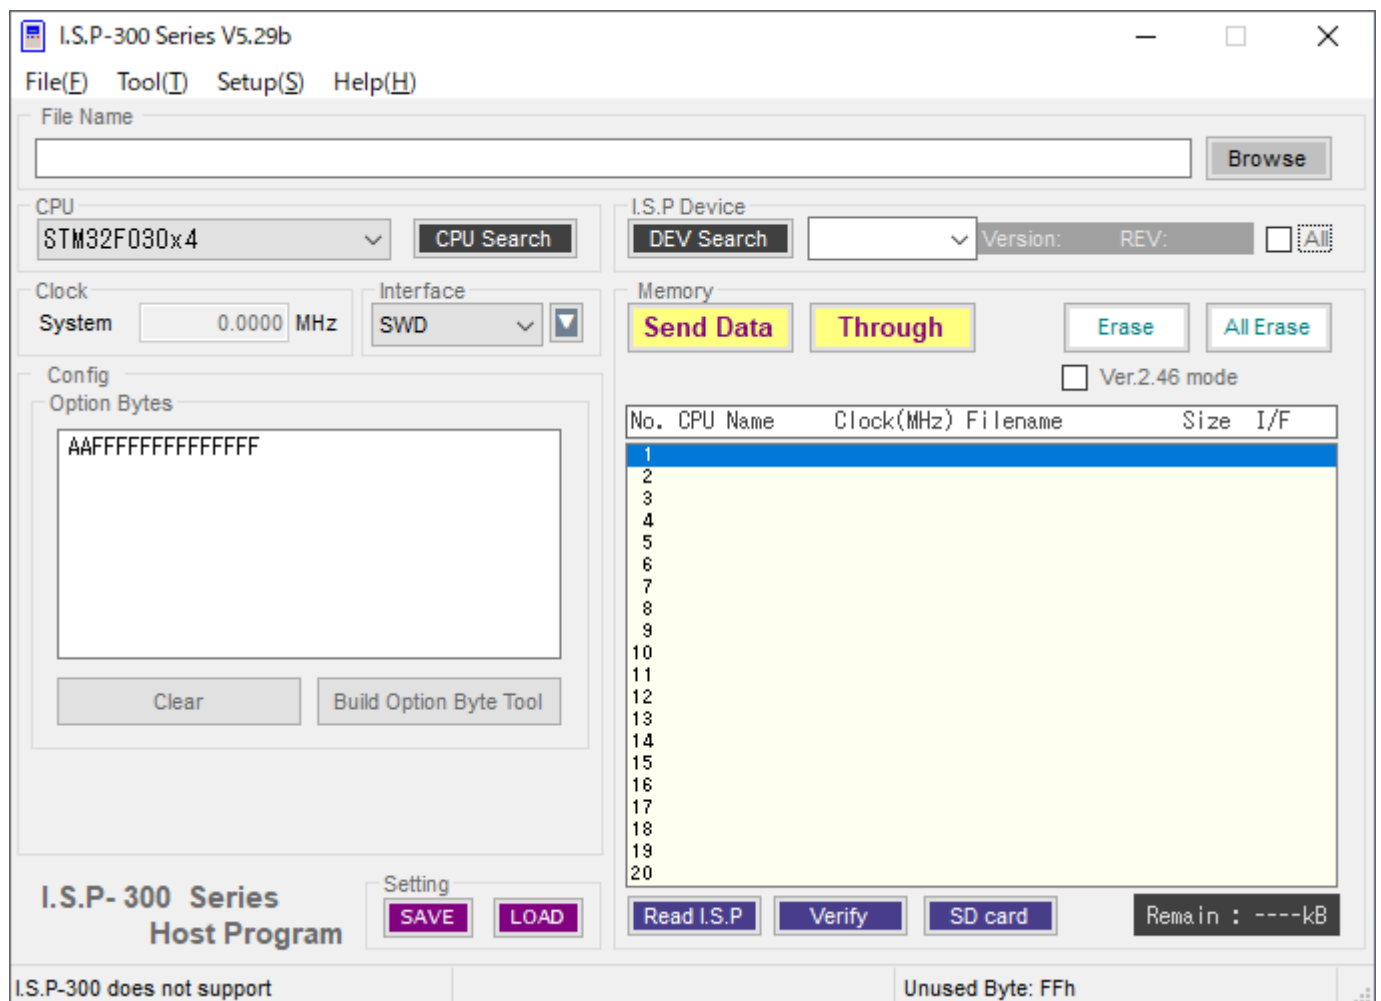 I.S.P-300 Series V5.29b
File(F) Tool(T) Setup(S) Help(H)
File Name
Browse
CPU
STM32F030x4
CPU Search
I.S.P Device
DEV Search
Version:
REV:
All
Clock
System 0.0000 MHz
Interface
SWD
Memory
Send Data
Through
Erase
All Erase
Ver.2.46 mode
Config
Option Bytes
AAFFFFFFFFFFFFFF
Clear
Build Option Byte Tool
No. CPU Name Clock(MHz) Filename Size I/F
1
2
3
4
5
6
7
8
9
10
11
12
13
14
15
16
17
18
19
20
I.S.P- 300 Series
Host Program
Setting
SAVE
LOAD
Read I.S.P
Verify
SD card
Remain : ----kB
I.S.P-300 does not support
Unused Byte: FFh